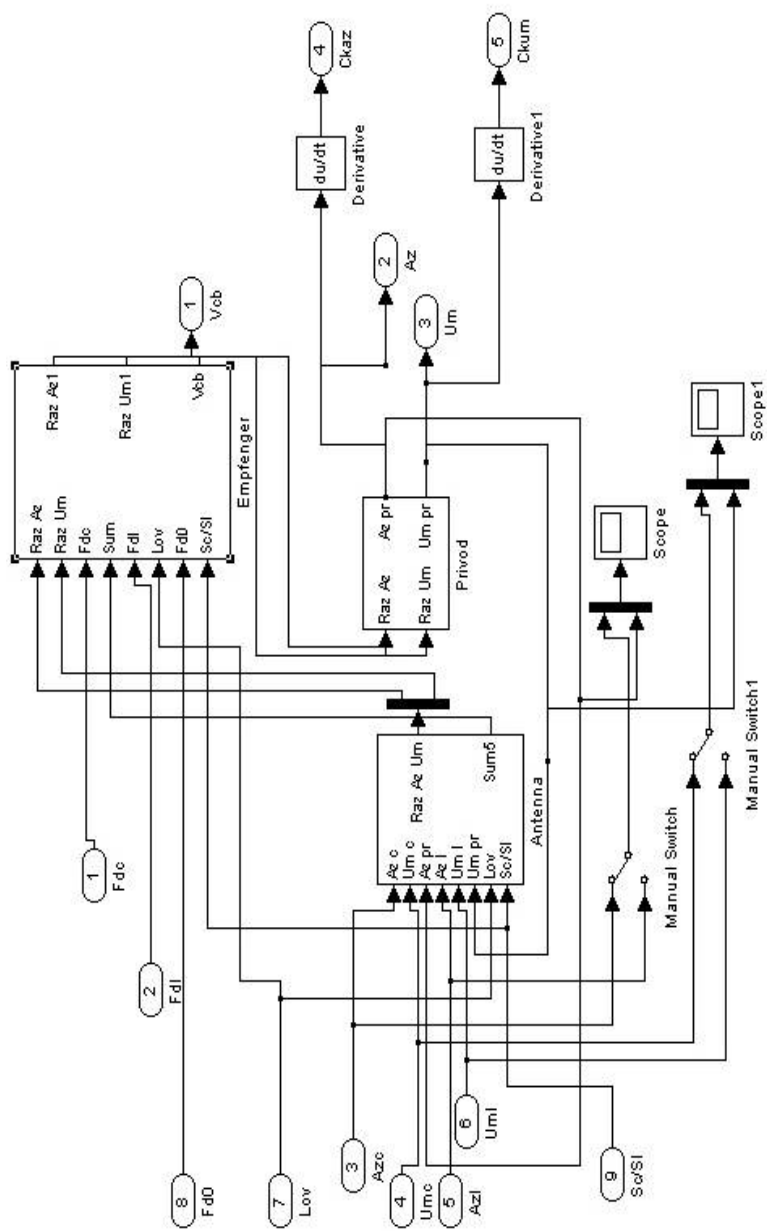 8
Fd0
7
Lov
2
Fdl
1
Fdc
3
Azc
4
Umc
5
Azl
6
Uml
9
Sc/Sl
Raz Az
Raz Um
Fdc
Sum
Fdl
Lov
Fd0
Sc/Sl
Raz Az1
Raz Um1
Vcb
Empfenger
1
Vcb
Az c
Um c
Az pr
Az l
Um l
Um pr
Lov
Sc/Sl
Raz Az Um
Sum5
Antenna
Raz Az
Raz Um
Az pr
Um pr
Privod
2
Az
3
Um
du/dt
Derivative
4
Ckaz
du/dt
Derivative1
5
Ckum
Manual Switch
Scope
Manual Switch1
Scope1